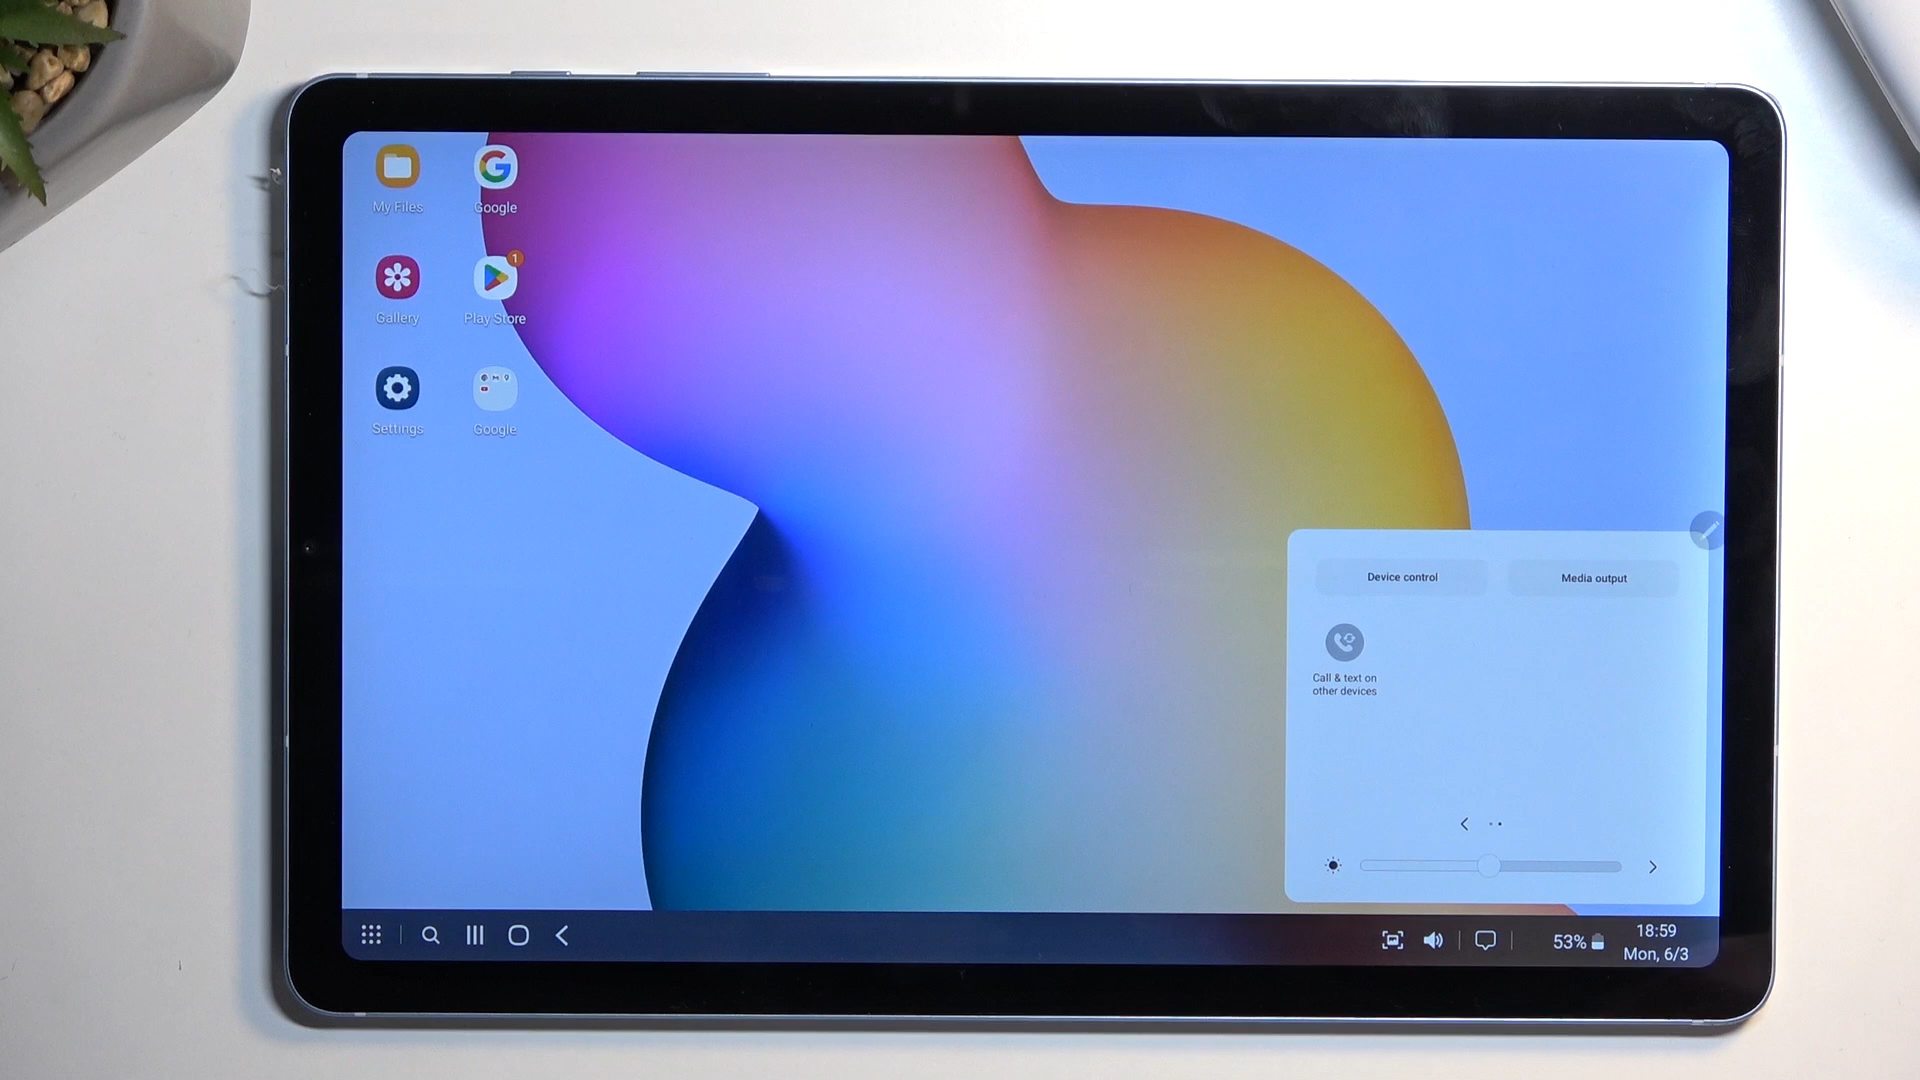 My Files
Google
1
Gallery
Play Store
Settings
Google
Device control
Media output
Call & text on
other devices
53%
18:59
Mon, 6/3